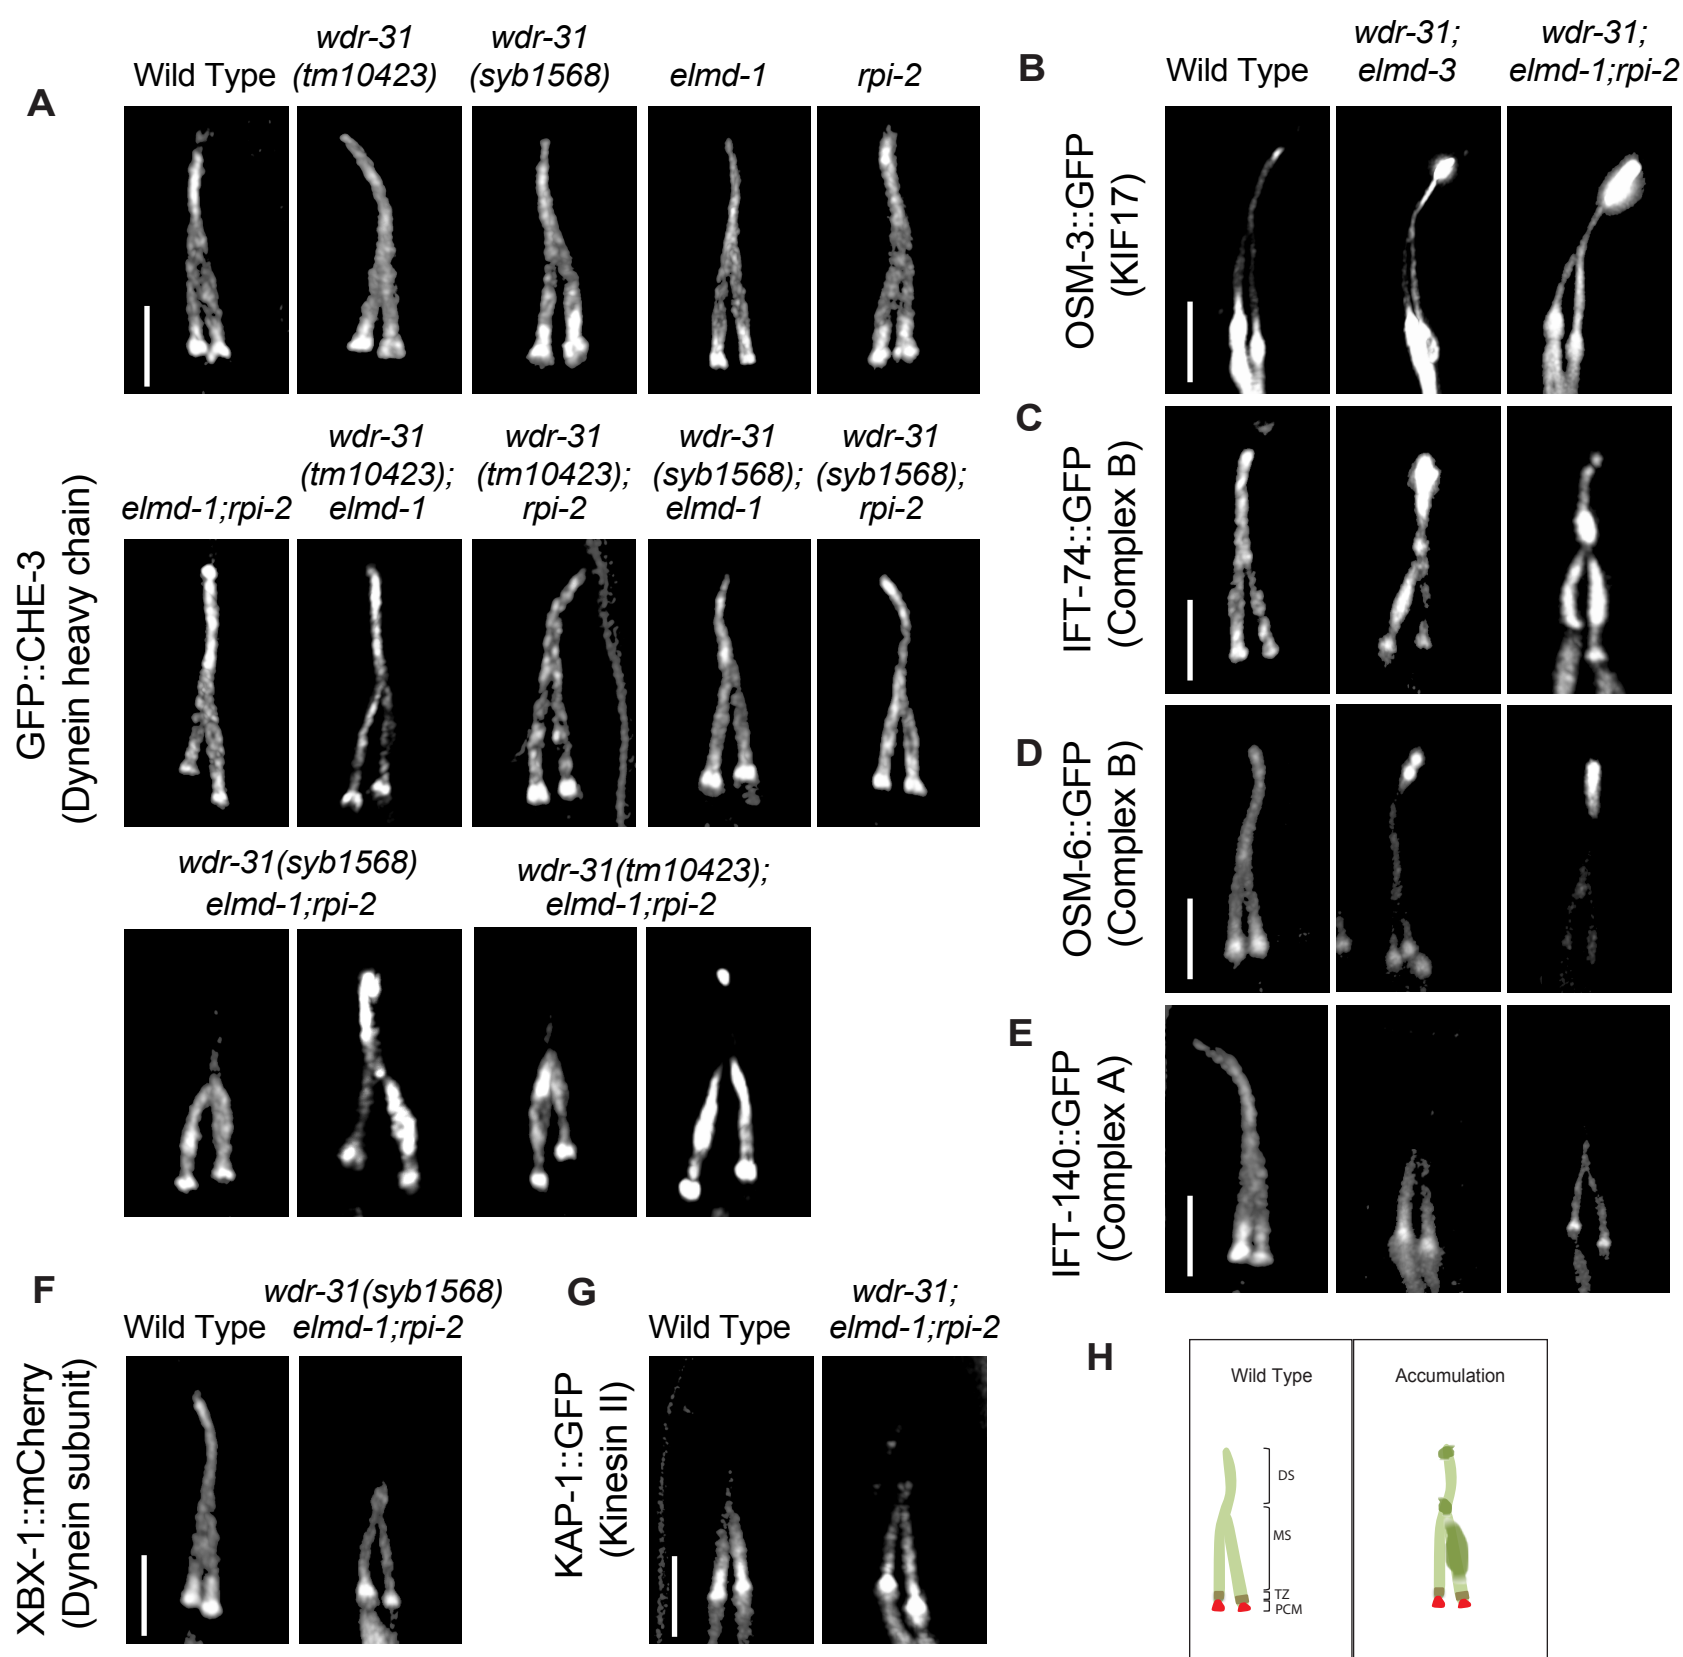 A
Wild Type
wdr-31
(tm10423)
wdr-31
(syb1568)
elmd-1
rpi-2
GFP::CHE-3
(Dynein heavy chain)
elmd-1;rpi-2
wdr-31
(tm10423);
elmd-1
wdr-31
(tm10423);
rpi-2
wdr-31
(syb1568);
elmd-1
wdr-31
(syb1568);
rpi-2
wdr-31(syb1568)
elmd-1;rpi-2
wdr-31(tm10423);
elmd-1;rpi-2
B
Wild Type
wdr-31;
elmd-3
wdr-31;
elmd-1;rpi-2
OSM-3::GFP
(KIF17)
C
IFT-74::GFP
(Complex B)
D
OSM-6::GFP
(Complex B)
E
IFT-140::GFP
(Complex A)
F
Wild Type
wdr-31(syb1568)
elmd-1;rpi-2
XBX-1::mCherry
(Dynein subunit)
G
Wild Type
wdr-31;
elmd-1;rpi-2
KAP-1::GFP
(Kinesin II)
H
Wild Type
Accumulation
DS
MS
TZ
PCM